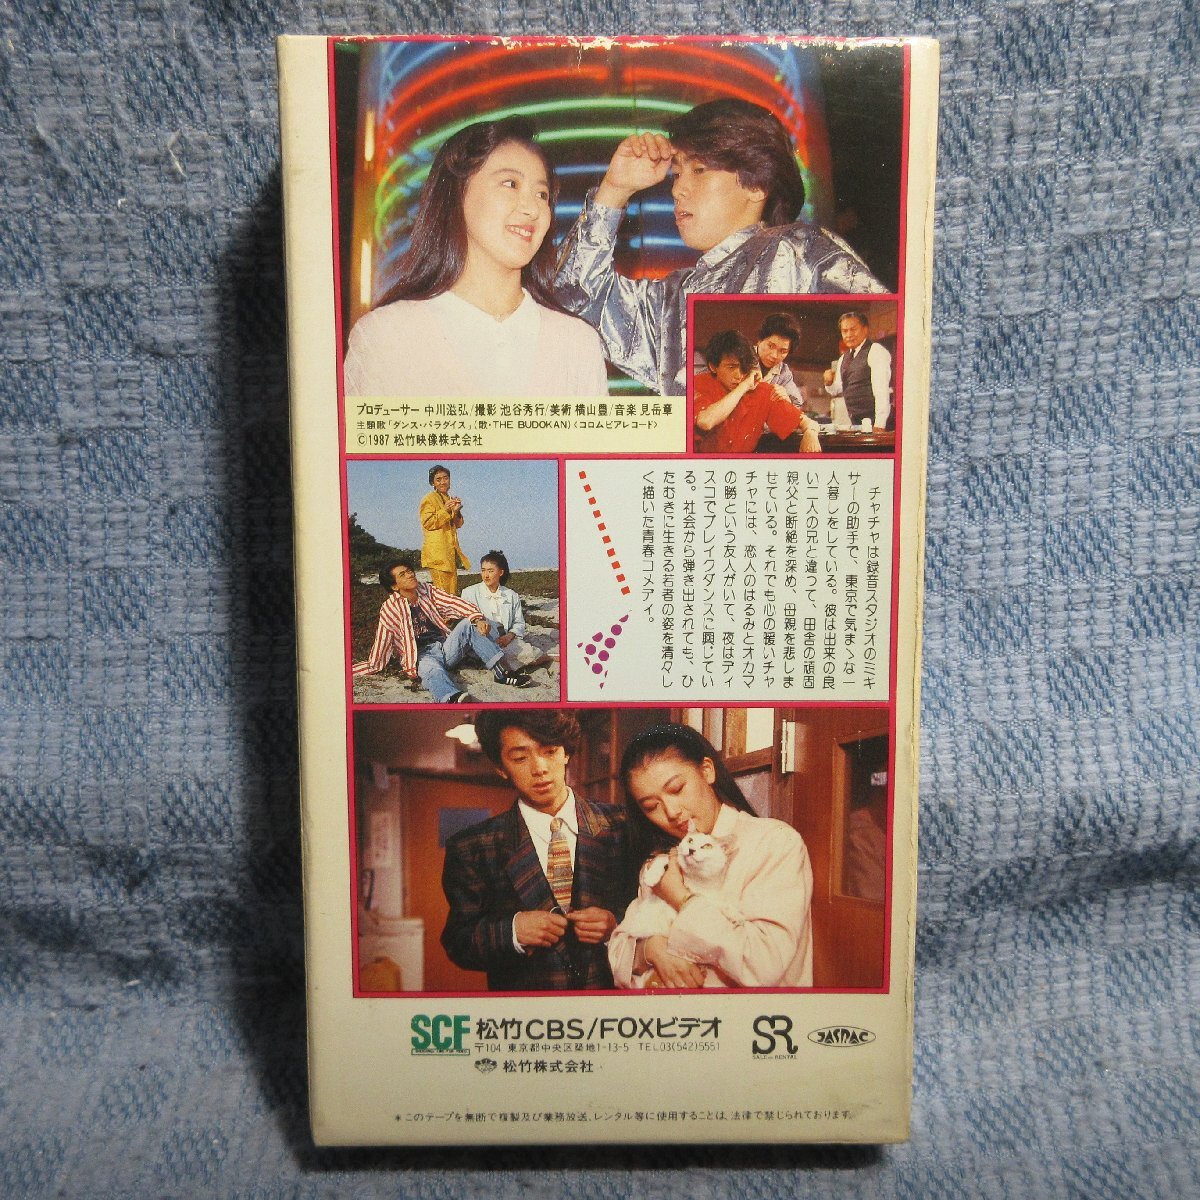 プロデューサー 中川滋弘/撮影 池谷秀行/美術 横山豊/音楽 見岳章
主題歌「ダンス・パラダイス」(歌・THE BUDOKAN)〈コロムビアレコード〉
©1987 松竹映像株式会社
チャチャは録音スタジオのミキ
サーの助手で、東京で気まゝな一
人暮しをしている。彼は出来の良
い二人の兄と違って、田舎の頑固
親父と断絶を深め、母親を悲しま
せている。それでも心の暖いチャ
チャには、恋人のはるみとオカマ
の勝という友人がいて、夜はディ
スコでブレイクダンスに興じてい
る。社会から弾き出されても、ひ
たむきに生きる若者の姿を清々し
く描いた青春コメディ。
SCF 松竹CBS/FOXビデオ
〒104 東京都中央区築地1-13-5 TEL03(542)5551
松竹株式会社
SR
SALE or RENTAL
JASRAC
＊このテープを無断で複製及び業務放送、レンタル等に使用することは、法律で禁じられております。